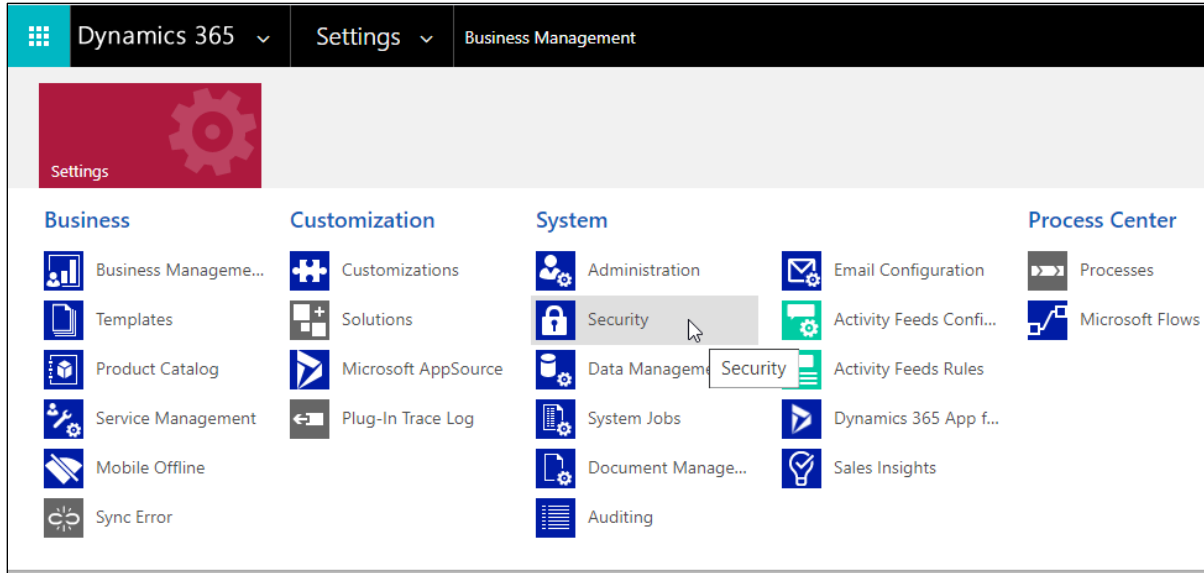 Dynamics 365
Settings
Business Management
Settings
Business
Business Manageme...
Templates
Product Catalog
Service Management
Mobile Offline
Sync Error
Customization
Customizations
Solutions
Microsoft AppSource
Plug-In Trace Log
System
Administration
Security
Data Manageme
Security
System Jobs
Document Manage...
Auditing
Email Configuration
Activity Feeds Confi...
Activity Feeds Rules
Dynamics 365 App f...
Sales Insights
Process Center
Processes
Microsoft Flows